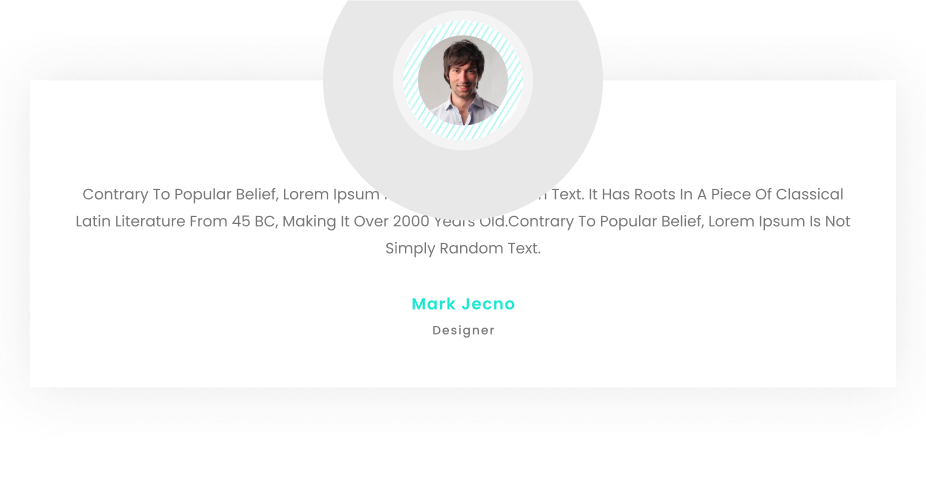 Contrary To Popular Belief, Lorem Ipsum Text. It Has Roots In A Piece Of Classical
Latin Literature From 45 BC, Making It Over 2000 Years Old.Contrary To Popular Belief, Lorem Ipsum Is Not
Simply Random Text.
Mark Jecno
Designer